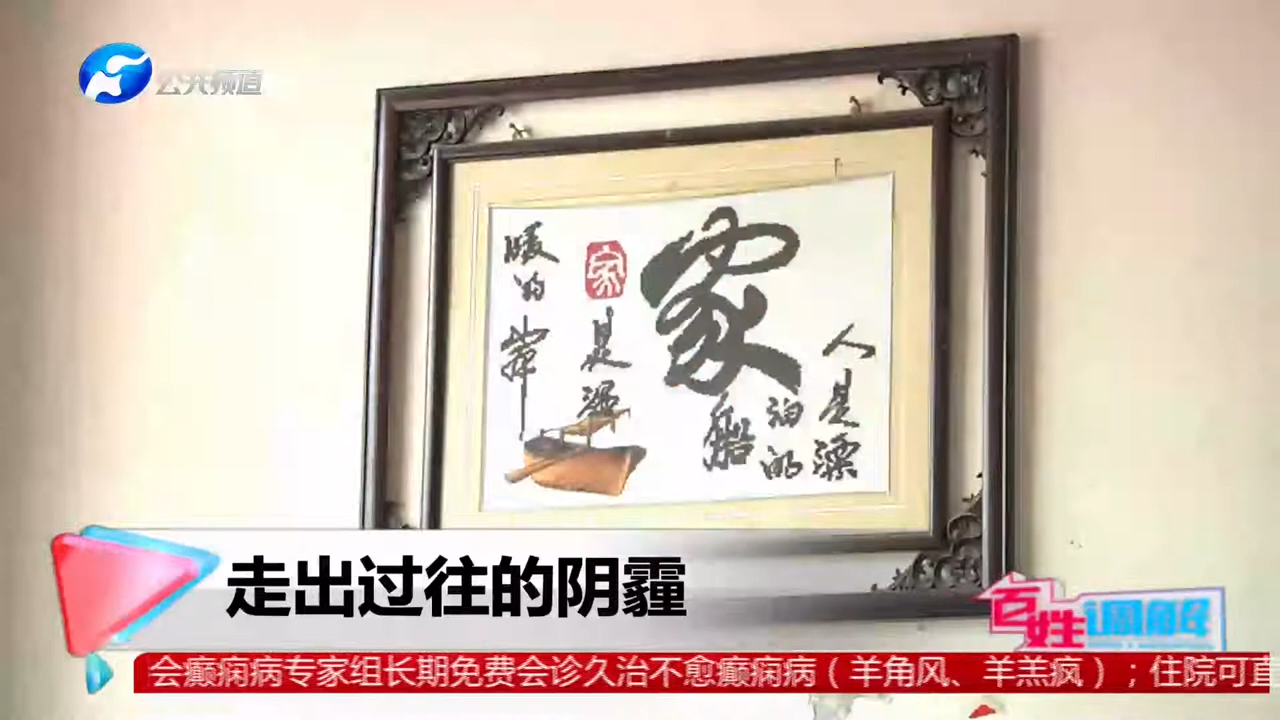 公共频道
家
人是漂
泊的
船
家
是温
暖的
岸
走出过往的阴霾
百姓调解
会癫痫病专家组长期免费会诊久治不愈癫痫病（羊角风、羊羔疯）；住院可直